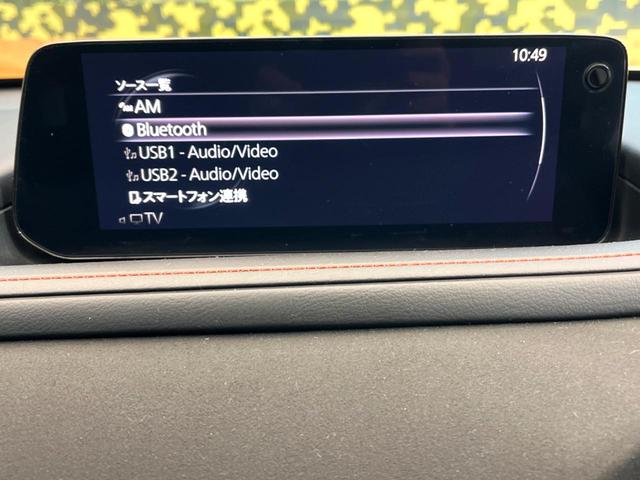 10:49
ソース一覧
AM
Bluetooth
USB1 - Audio/Video
USB2 - Audio/Video
スマートフォン連携
TV